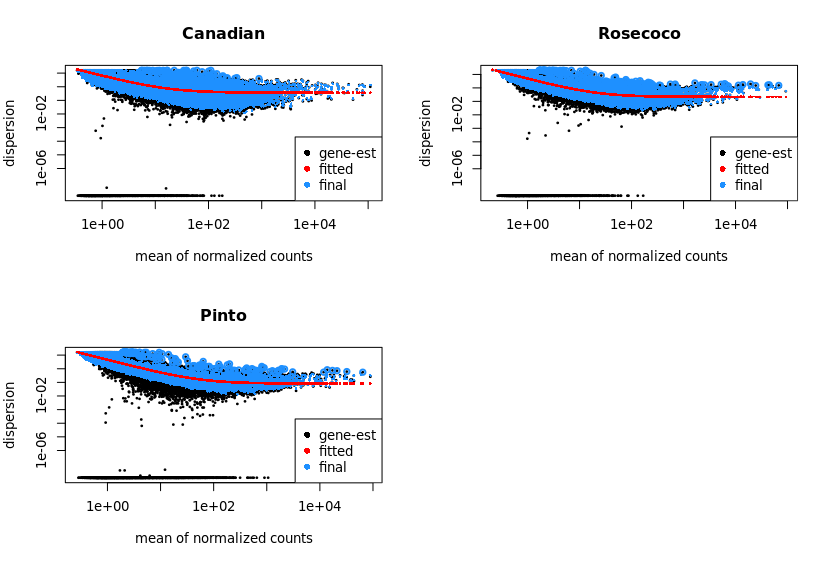 Canadian
dispersion
1e-02
1e-06
gene-est
fitted
final
1e+00
1e+02
1e+04
mean of normalized counts
Rosecoco
dispersion
1e-02
1e-06
gene-est
fitted
final
1e+00
1e+02
1e+04
mean of normalized counts
Pinto
dispersion
1e-02
1e-06
gene-est
fitted
final
1e+00
1e+02
1e+04
mean of normalized counts